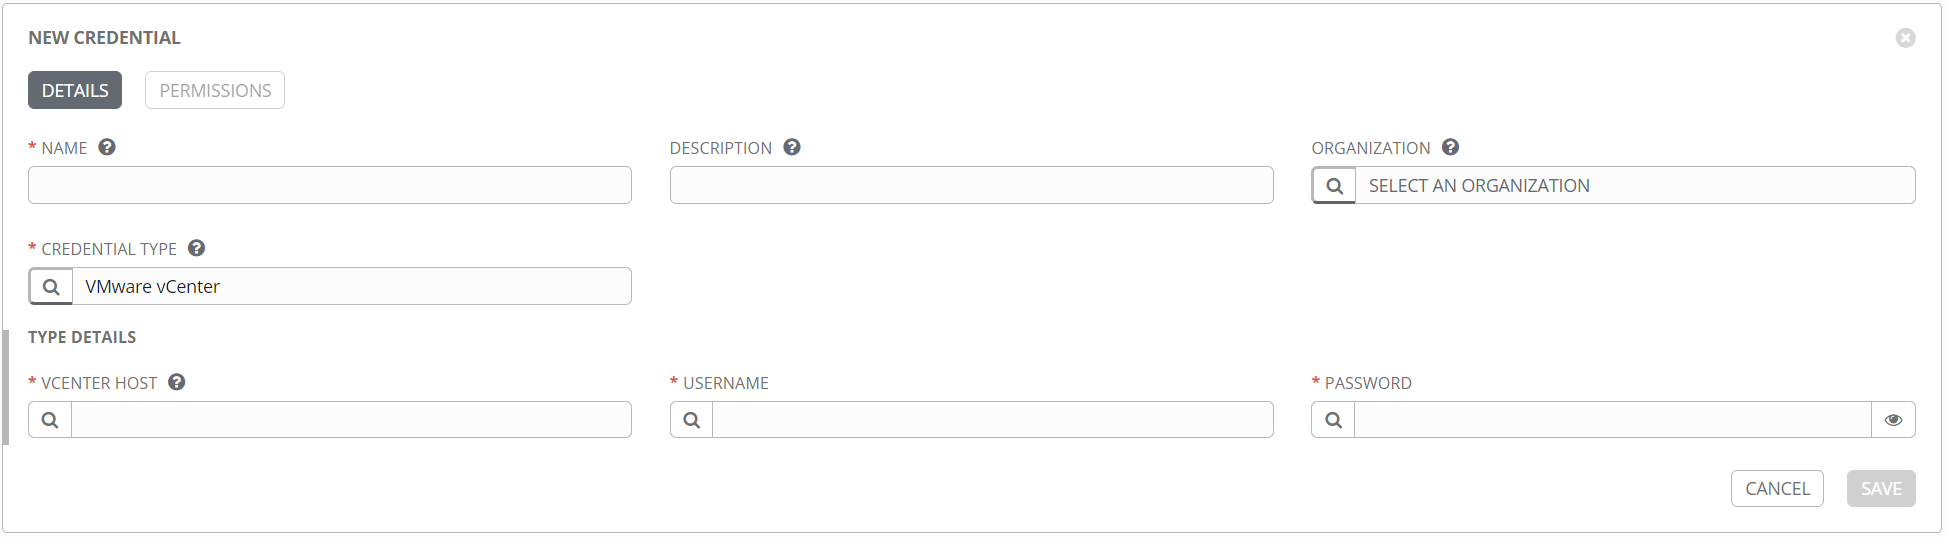 NEW CREDENTIAL
DETAILS PERMISSIONS
* NAME DESCRIPTION ORGANIZATION
SELECT AN ORGANIZATION
* CREDENTIAL TYPE
VMware vCenter
TYPE DETAILS
* VCENTER HOST * USERNAME * PASSWORD
CANCEL SAVE